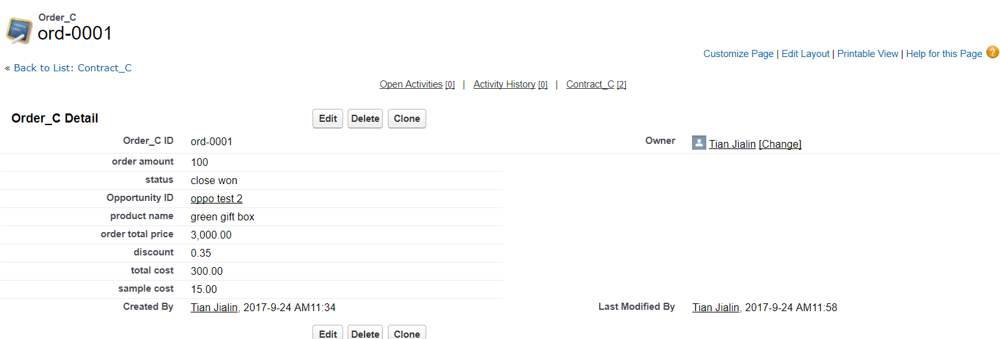 Order_C
ord-0001
Customize Page | Edit Layout | Printable View | Help for this Page ?
« Back to List: Contract_C
Open Activities [0] | Activity History [0] | Contract_C [2]
Order_C Detail Edit Delete Clone
Order_C ID ord-0001 Owner Tian Jialin [Change]
order amount 100
status close won
Opportunity ID oppo test 2
product name green gift box
order total price 3,000.00
discount 0.35
total cost 300.00
sample cost 15.00
Created By Tian Jialin, 2017-9-24 AM11:34 Last Modified By Tian Jialin, 2017-9-24 AM11:58
Edit Delete Clone